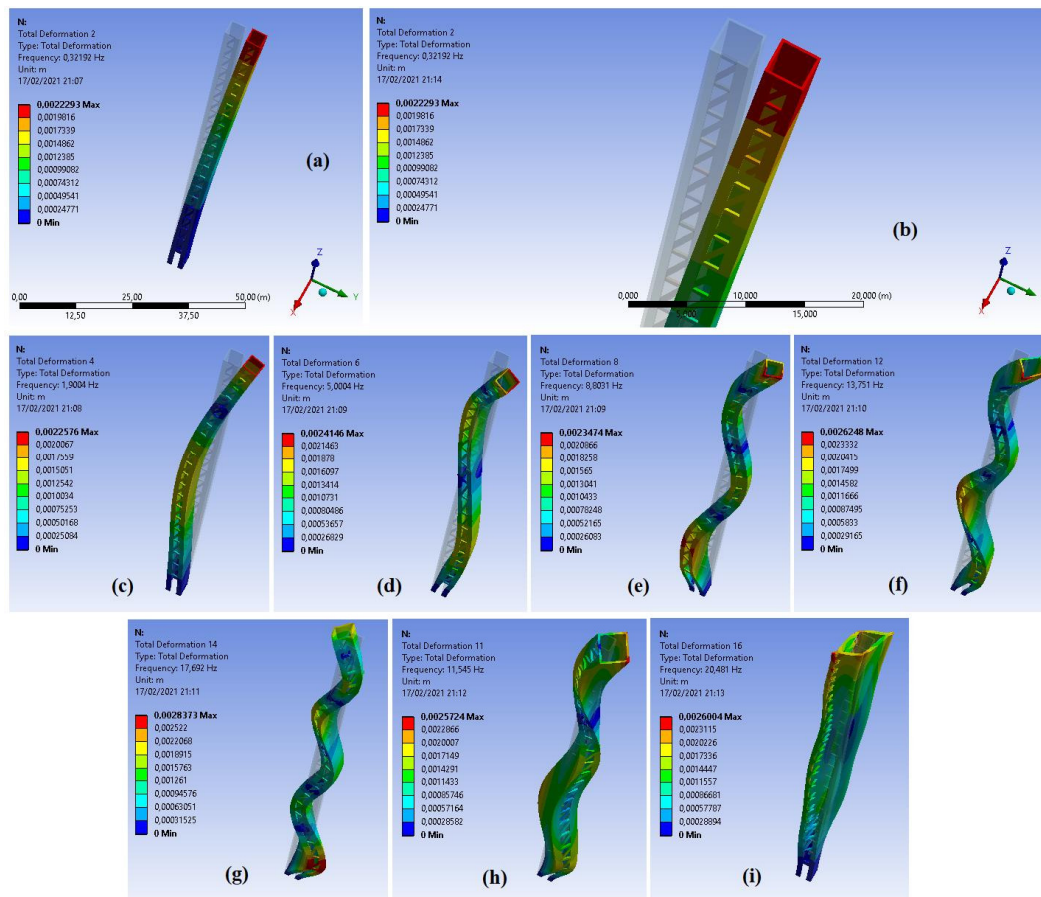 N:
Total Deformation 2
Type: Total Deformation
Frequency: 0,32192 Hz
Unit: m
17/02/2021 21:07
0,0022293 Max
0,0019816
0,0017339
0,0014862
0,0012385
0,00099082
0,00074312
0,00049541
0,00024771
0 Min
(a)
Z
Y
X
0,00 25,00 50,00 (m)
12,50 37,50
N:
Total Deformation 2
Type: Total Deformation
Frequency: 0,32192 Hz
Unit: m
17/02/2021 21:14
0,0022293 Max
0,0019816
0,0017339
0,0014862
0,0012385
0,00099082
0,00074312
0,00049541
0,00024771
0 Min
(b)
Z
Y
X
0,000 10,000 20,000 (m)
5,000 15,000
N:
Total Deformation 4
Type: Total Deformation
Frequency: 1,9004 Hz
Unit: m
17/02/2021 21:08
0,0022576 Max
0,0020067
0,0017559
0,0015051
0,0012542
0,0010034
0,00075253
0,00050168
0,00025084
0 Min
(c)
N:
Total Deformation 6
Type: Total Deformation
Frequency: 5,0004 Hz
Unit: m
17/02/2021 21:09
0,0024146 Max
0,0021463
0,001878
0,0016097
0,0013414
0,0010731
0,00080486
0,00053657
0,00026829
0 Min
(d)
N:
Total Deformation 8
Type: Total Deformation
Frequency: 8,8031 Hz
Unit: m
17/02/2021 21:09
0,0023474 Max
0,0020866
0,0018258
0,001565
0,0013041
0,0010433
0,00078248
0,00052165
0,00026083
0 Min
(e)
N:
Total Deformation 12
Type: Total Deformation
Frequency: 13,751 Hz
Unit: m
17/02/2021 21:10
0,0026248 Max
0,0023332
0,0020415
0,0017499
0,0014582
0,0011666
0,00087495
0,0005833
0,00029165
0 Min
(f)
N:
Total Deformation 14
Type: Total Deformation
Frequency: 17,692 Hz
Unit: m
17/02/2021 21:11
0,0028373 Max
0,002522
0,0022068
0,0018915
0,0015763
0,001261
0,00094576
0,00063051
0,00031525
0 Min
(g)
N:
Total Deformation 11
Type: Total Deformation
Frequency: 11,545 Hz
Unit: m
17/02/2021 21:12
0,0025724 Max
0,0022866
0,0020007
0,0017149
0,0014291
0,0011433
0,00085746
0,00057164
0,00028582
0 Min
(h)
N:
Total Deformation 16
Type: Total Deformation
Frequency: 20,481 Hz
Unit: m
17/02/2021 21:13
0,0026004 Max
0,0023115
0,0020226
0,0017336
0,0014447
0,0011557
0,00086681
0,00057787
0,00028894
0 Min
(i)